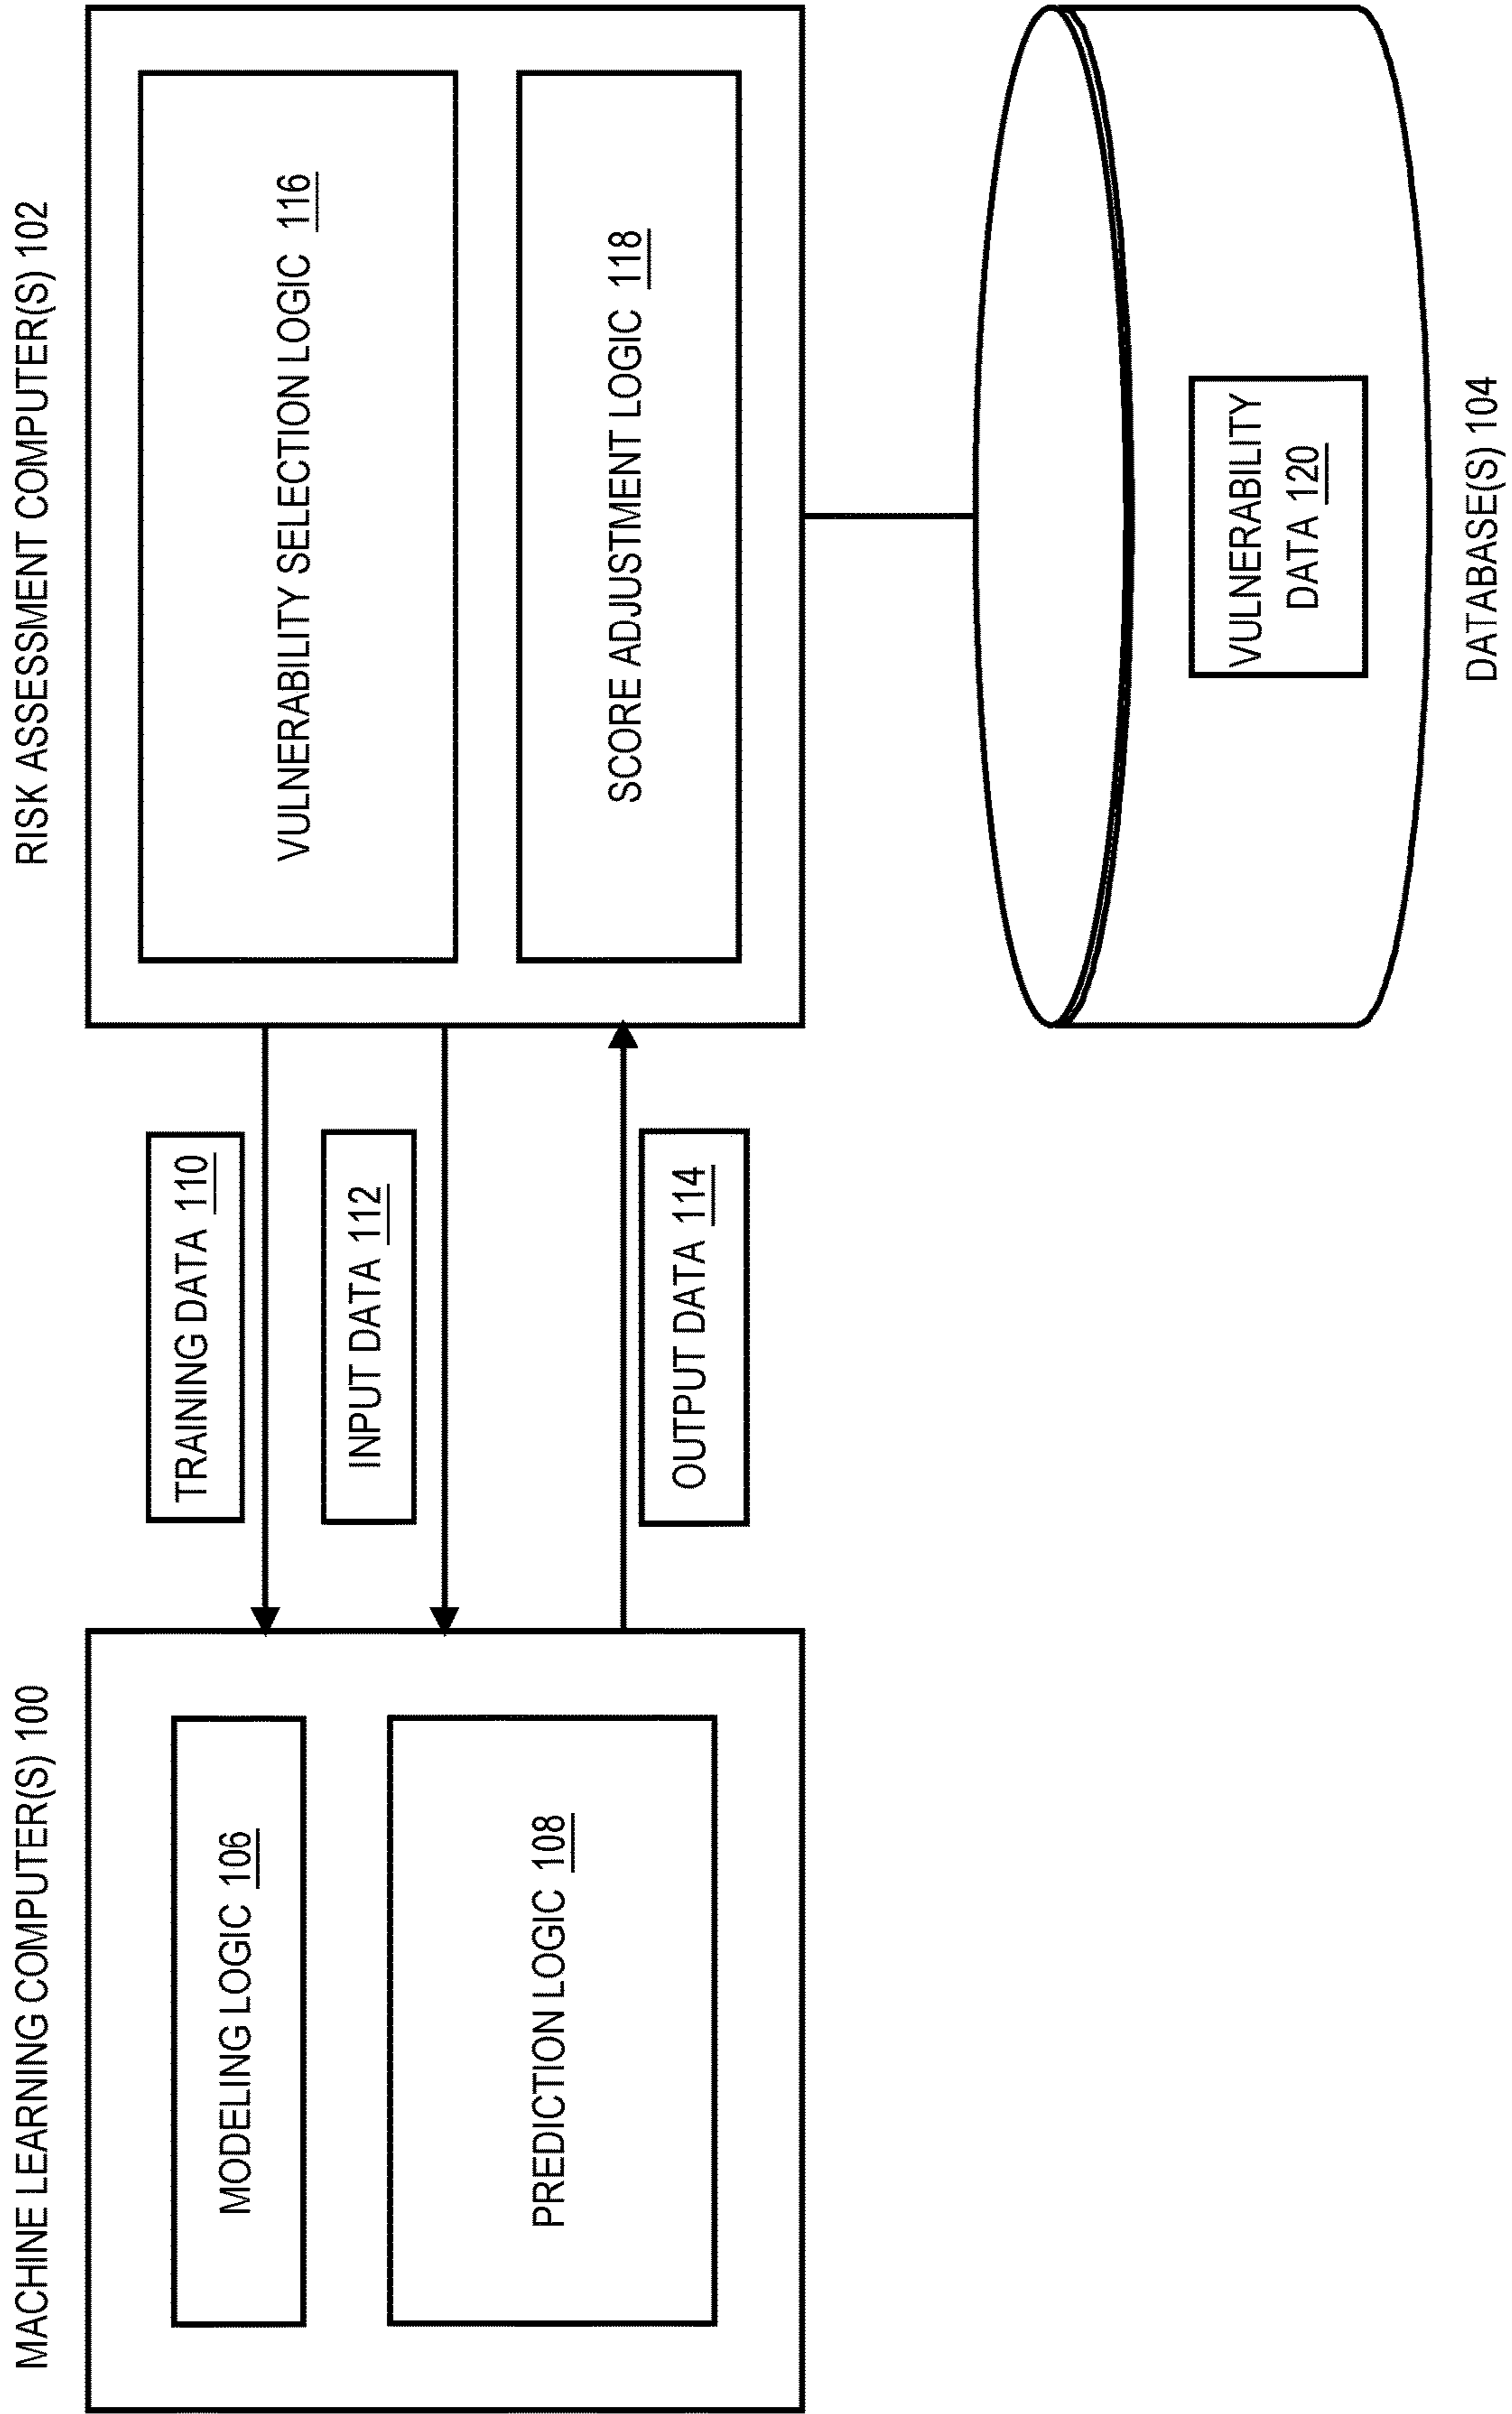 MACHINE LEARNING COMPUTER(S) 100
MODELING LOGIC 106
PREDICTION LOGIC 108
TRAINING DATA 110
INPUT DATA 112
OUTPUT DATA 114
RISK ASSESSMENT COMPUTER(S) 102
VULNERABILITY SELECTION LOGIC 116
SCORE ADJUSTMENT LOGIC 118
VULNERABILITY
DATA 120
DATABASE(S) 104